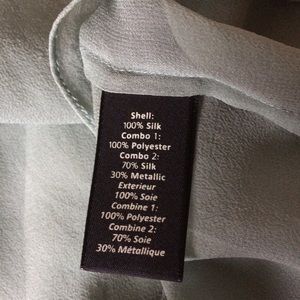 Shell:
100% Silk
Combo 1:
100% Polyester
Combo 2:
70% Silk
30% Metallic
Exterieur
100% Soie
Combine 1:
100% Polyester
Combine 2:
70% Soie
30% Métallique